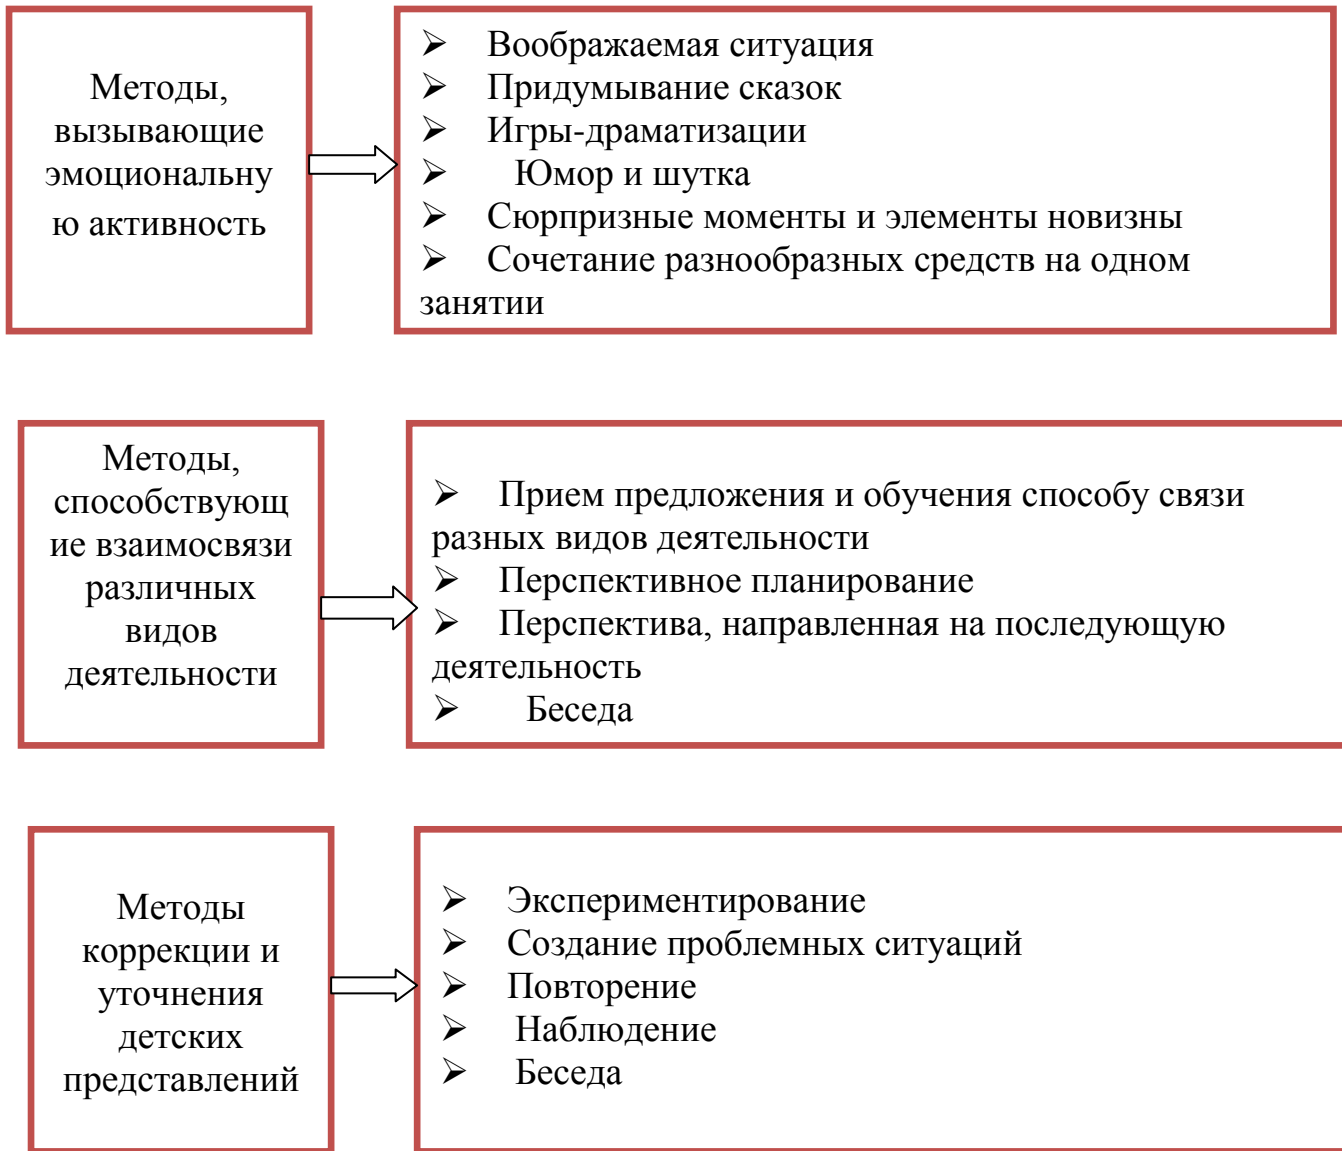 Методы,
вызывающие
эмоциональну
ю активность
➢ Воображаемая ситуация
➢ Придумывание сказок
➢ Игры-драматизации
➢ Юмор и шутка
➢ Сюрпризные моменты и элементы новизны
➢ Сочетание разнообразных средств на одном
занятии
Методы,
способствующ
ие взаимосвязи
различных
видов
деятельности
➢ Прием предложения и обучения способу связи
разных видов деятельности
➢ Перспективное планирование
➢ Перспектива, направленная на последующую
деятельность
➢ Беседа
Методы
коррекции и
уточнения
детских
представлений
➢ Экспериментирование
➢ Создание проблемных ситуаций
➢ Повторение
➢ Наблюдение
➢ Беседа